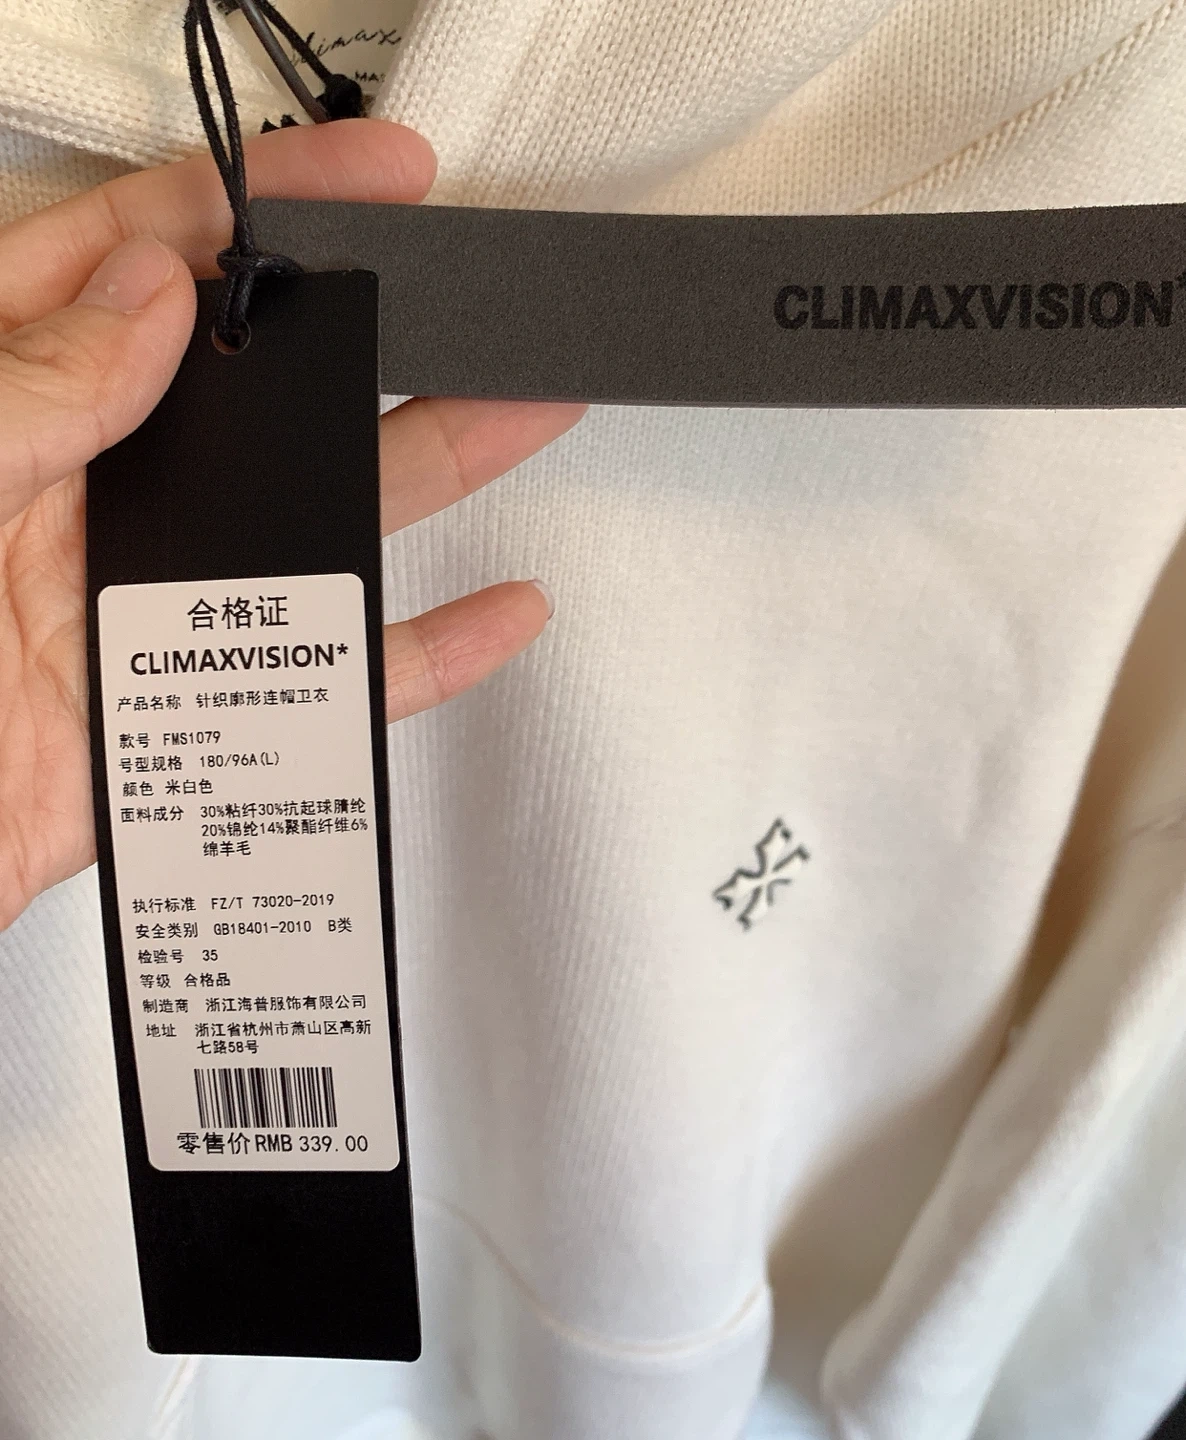 climax
CLIMAXVISION*
合格证
CLIMAXVISION*
产品名称 针织廓形连帽卫衣
款号 FMS1079
号型规格 180/96A(L)
颜色 米白色
面料成分 30%粘纤30%抗起球腈纶
20%锦纶14%聚酯纤维6%
绵羊毛
执行标准 FZ/T 73020-2019
安全类别 GB18401-2010 B类
检验号 35
等级 合格品
制造商 浙江海普服饰有限公司
地址 浙江省杭州市萧山区高新
七路58号
零售价RMB 339.00